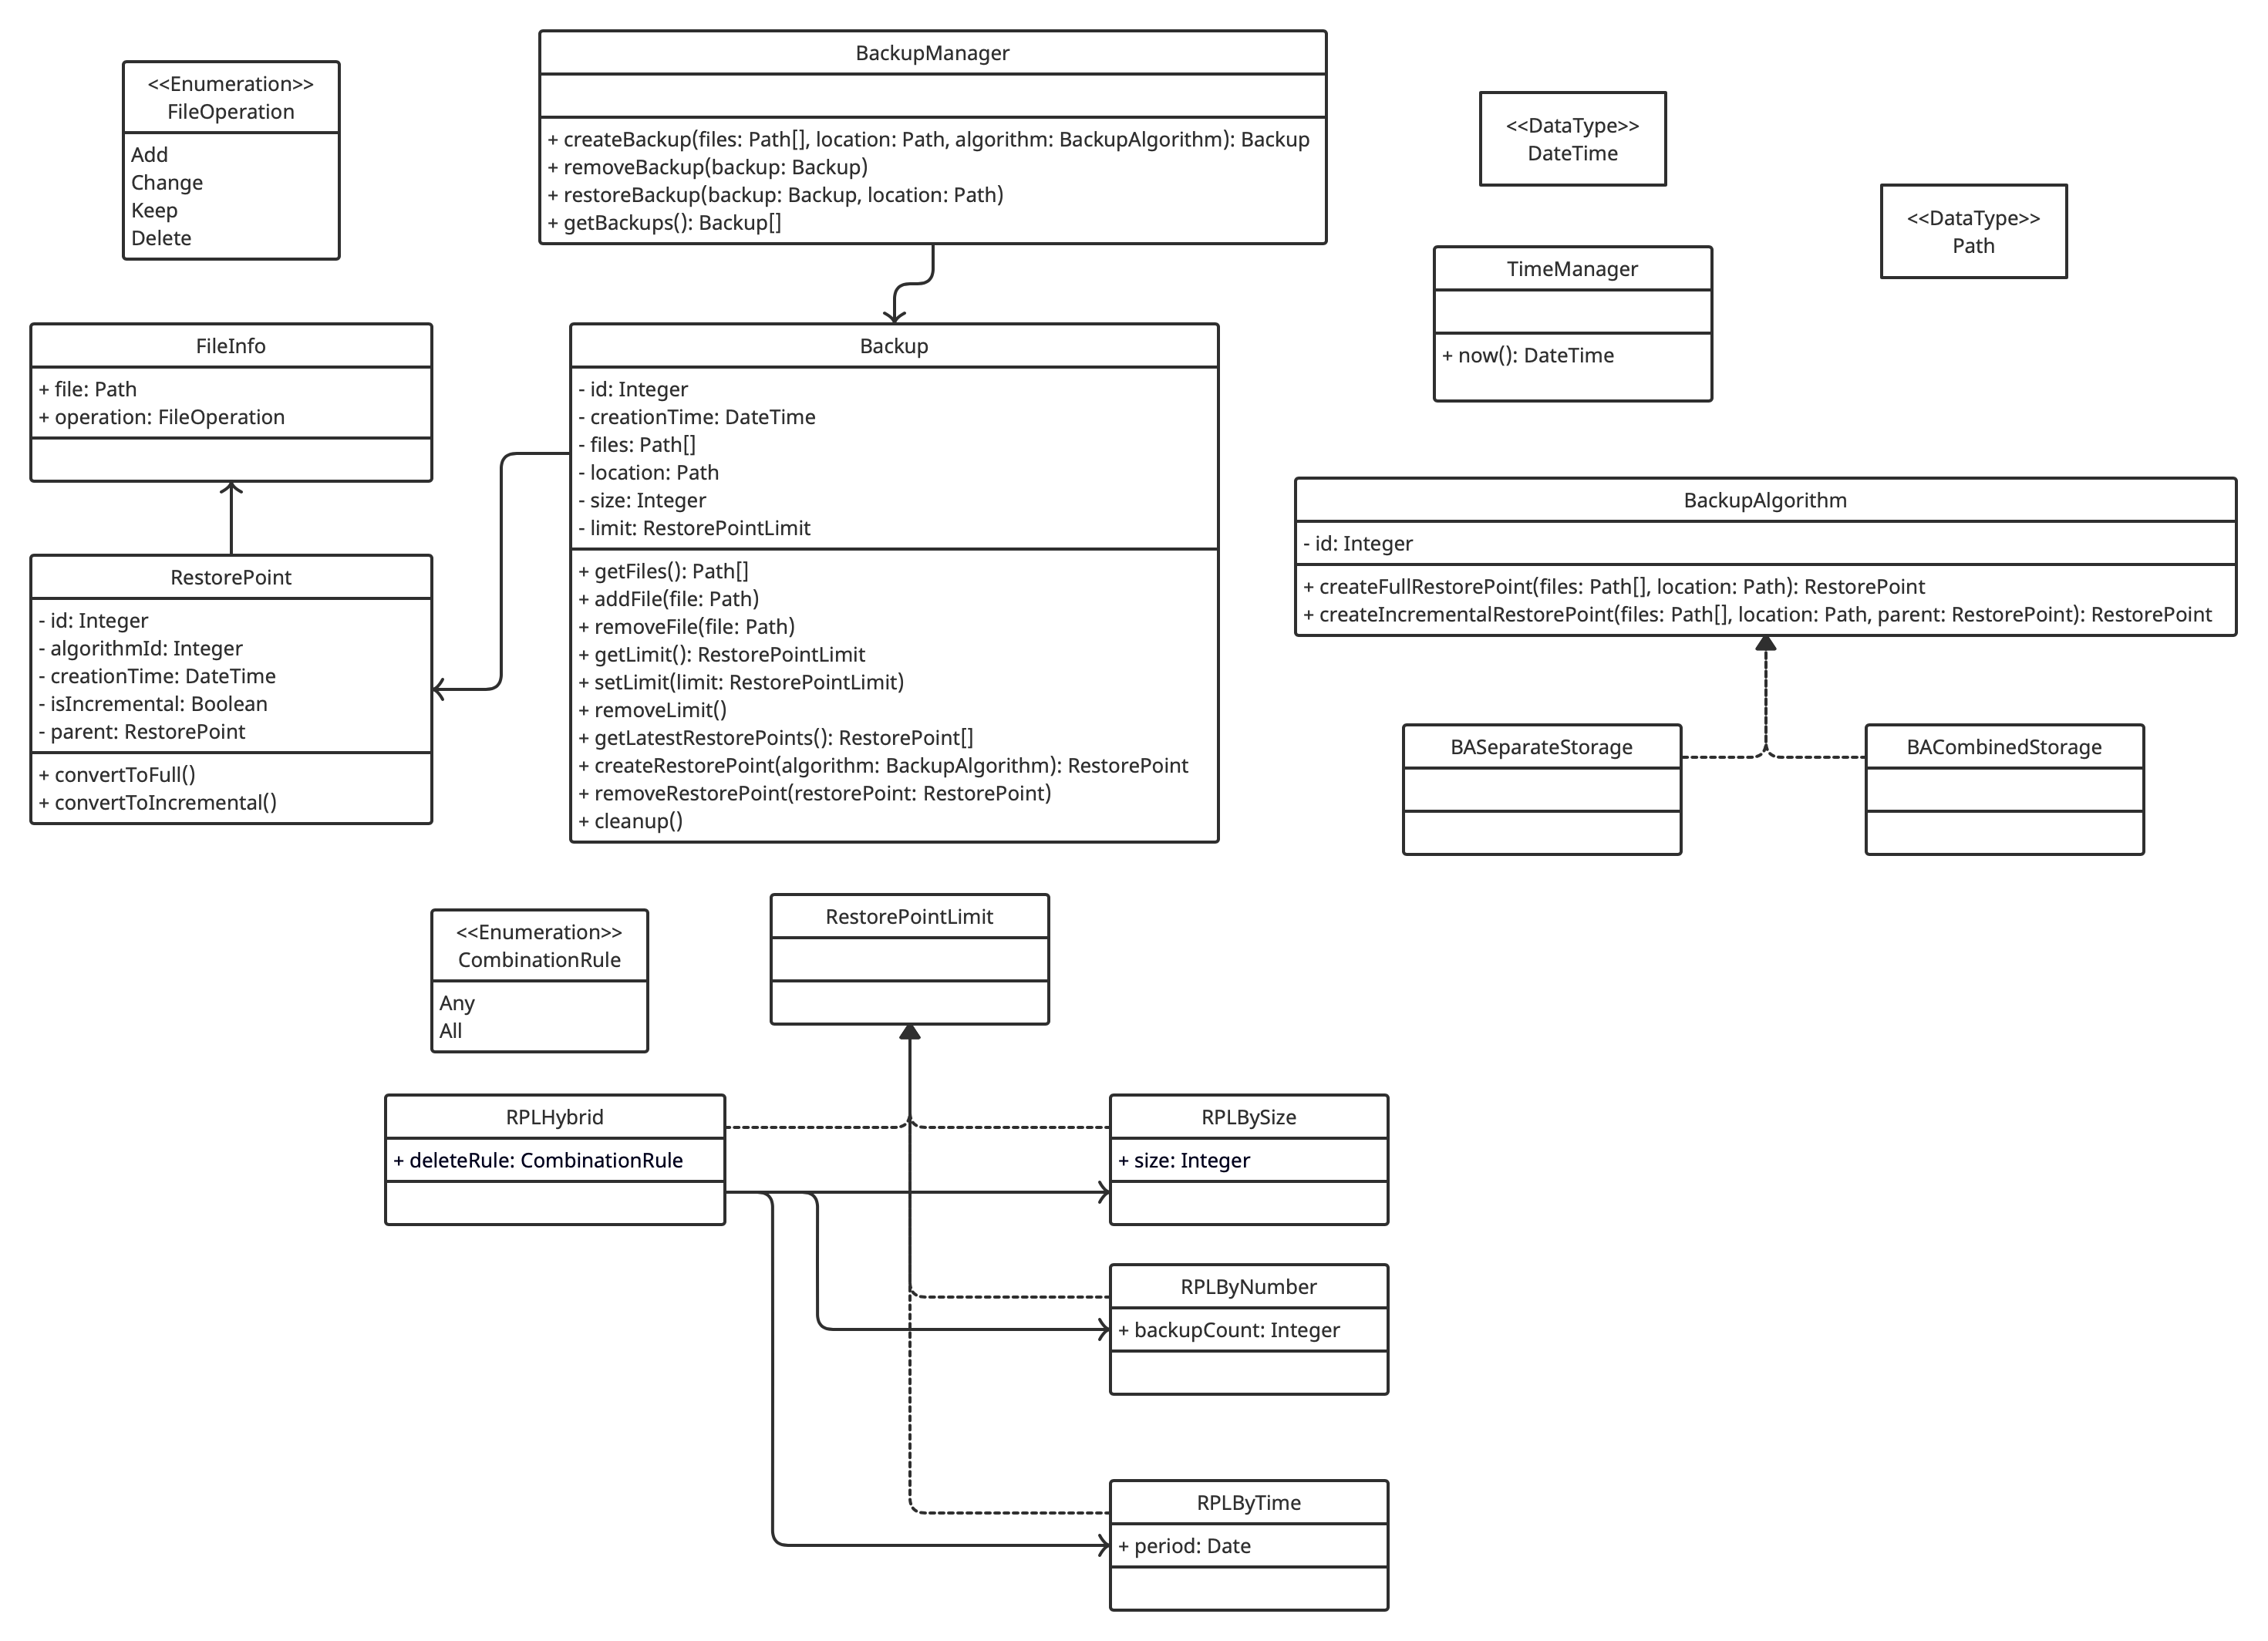 <<Enumeration>>
FileOperation
Add
Change
Keep
Delete
BackupManager
+ createBackup(files: Path[], location: Path, algorithm: BackupAlgorithm): Backup
+ removeBackup(backup: Backup)
+ restoreBackup(backup: Backup, location: Path)
+ getBackups(): Backup[]
<<DataType>>
DateTime
<<DataType>>
Path
TimeManager
+ now(): DateTime
FileInfo
+ file: Path
+ operation: FileOperation
Backup
- id: Integer
- creationTime: DateTime
- files: Path[]
- location: Path
- size: Integer
- limit: RestorePointLimit
+ getFiles(): Path[]
+ addFile(file: Path)
+ removeFile(file: Path)
+ getLimit(): RestorePointLimit
+ setLimit(limit: RestorePointLimit)
+ removeLimit()
+ getLatestRestorePoints(): RestorePoint[]
+ createRestorePoint(algorithm: BackupAlgorithm): RestorePoint
+ removeRestorePoint(restorePoint: RestorePoint)
+ cleanup()
RestorePoint
- id: Integer
- algorithmId: Integer
- creationTime: DateTime
- isIncremental: Boolean
- parent: RestorePoint
+ convertToFull()
+ convertToIncremental()
BackupAlgorithm
- id: Integer
+ createFullRestorePoint(files: Path[], location: Path): RestorePoint
+ createIncrementalRestorePoint(files: Path[], location: Path, parent: RestorePoint): RestorePoint
BASeparateStorage
BACombinedStorage
<<Enumeration>>
CombinationRule
Any
All
RestorePointLimit
RPLHybrid
+ deleteRule: CombinationRule
RPLBySize
+ size: Integer
RPLByNumber
+ backupCount: Integer
RPLByTime
+ period: Date